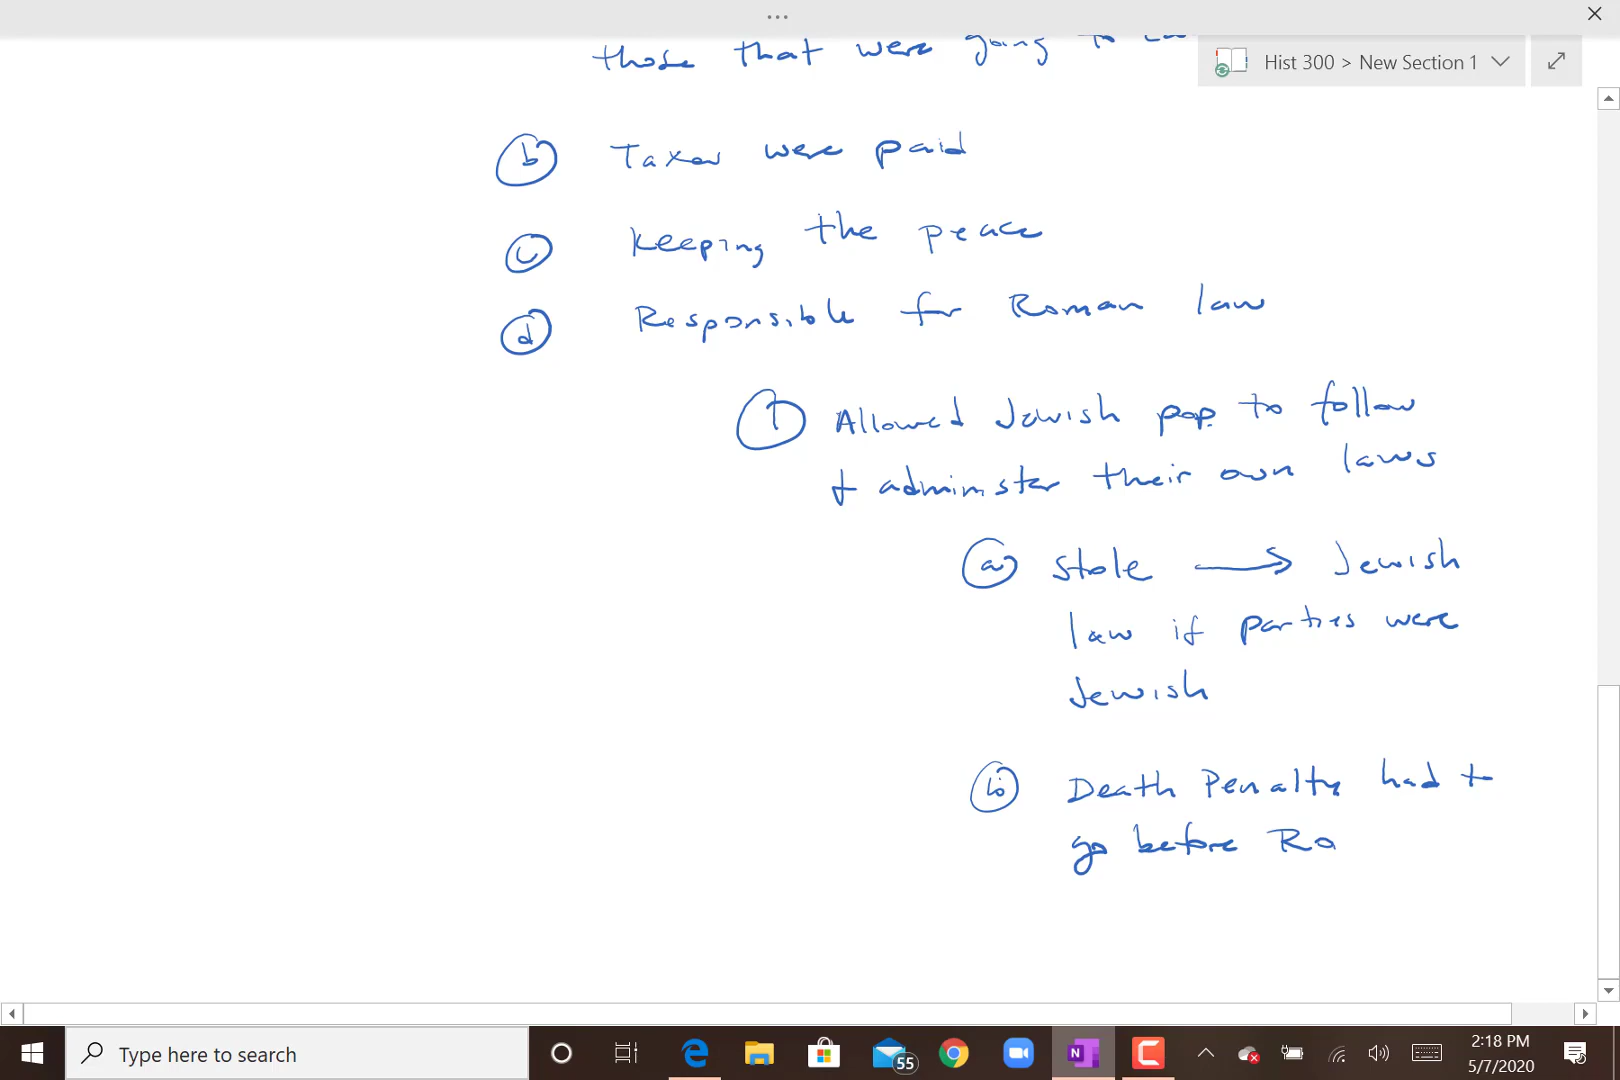 those that were going to
Hist 300 > New Section 1
b Taxes were paid
c Keeping the peace
d Responsible for Roman law
1 Allowed Jewish pop. to follow
+ administer their own laws
a Stole → Jewish
law if parties were
Jewish
b Death Penalty had to
go before Ro
Type here to search
55
N
2:18 PM
5/7/2020